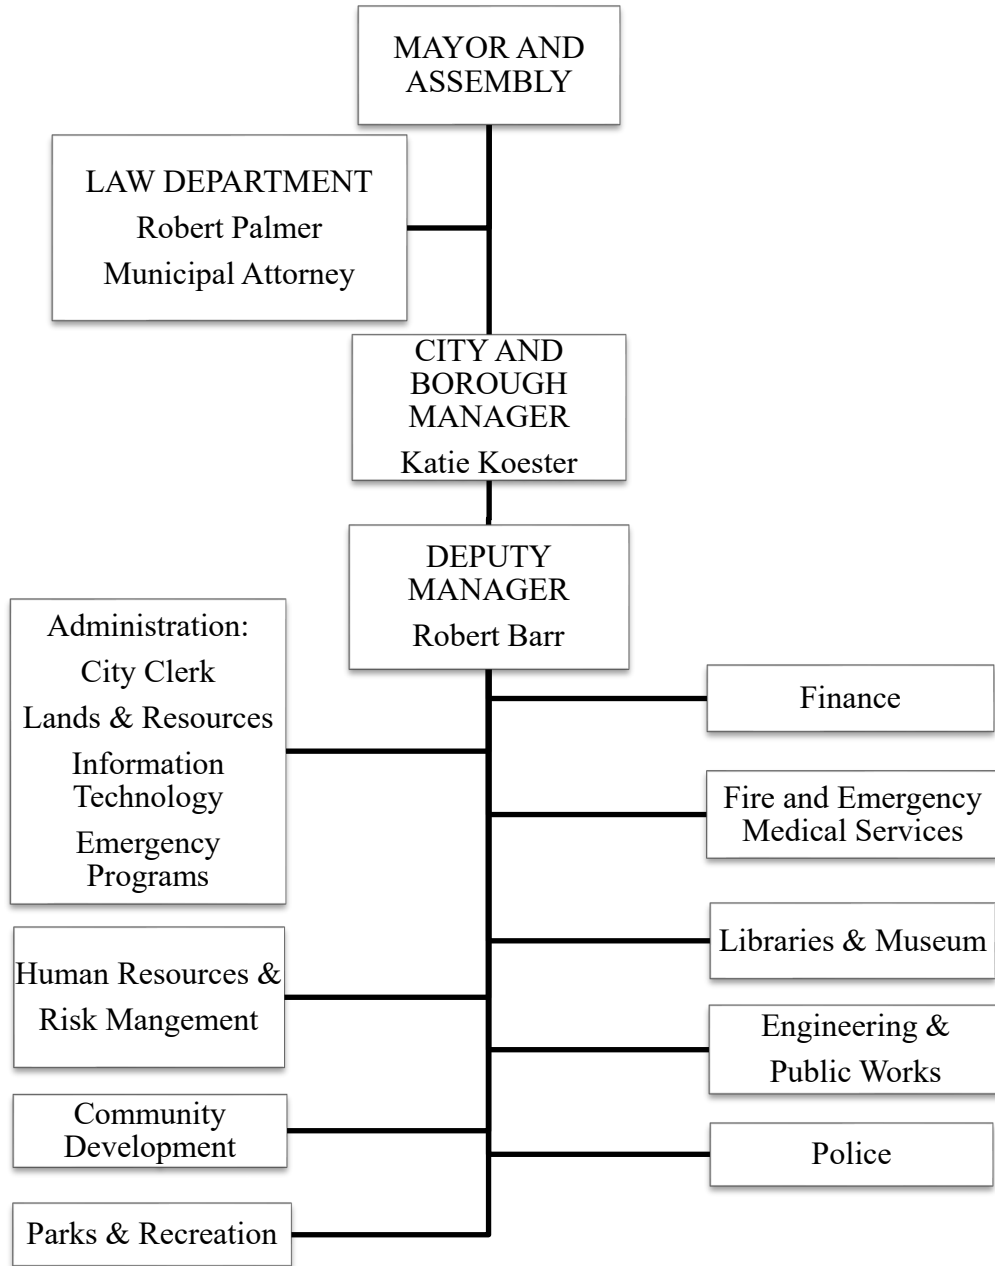 MAYOR AND
ASSEMBLY
LAW DEPARTMENT
Robert Palmer
Municipal Attorney
CITY AND
BOROUGH
MANAGER
Katie Koester
DEPUTY
MANAGER
Robert Barr
Administration:
City Clerk
Lands & Resources
Information
Technology
Emergency
Programs
Human Resources &
Risk Mangement
Community
Development
Parks & Recreation
Finance
Fire and Emergency
Medical Services
Libraries & Museum
Engineering &
Public Works
Police